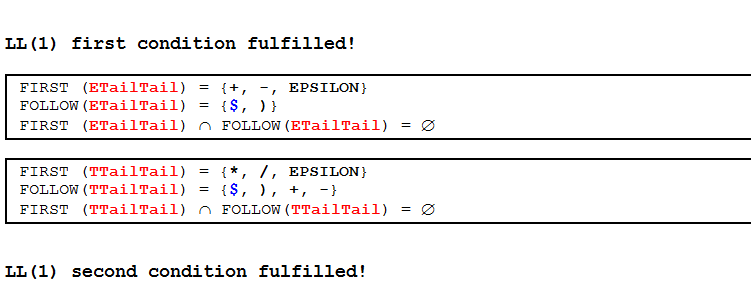 LL(1) first condition fulfilled!
FIRST (ETailTail) = {+, -, EPSILON}
FOLLOW(ETailTail) = {$, )}
FIRST (ETailTail) ∩ FOLLOW(ETailTail) = ∅
FIRST (TTailTail) = {*, /, EPSILON}
FOLLOW(TTailTail) = {$, ), +, -}
FIRST (TTailTail) ∩ FOLLOW(TTailTail) = ∅
LL(1) second condition fulfilled!